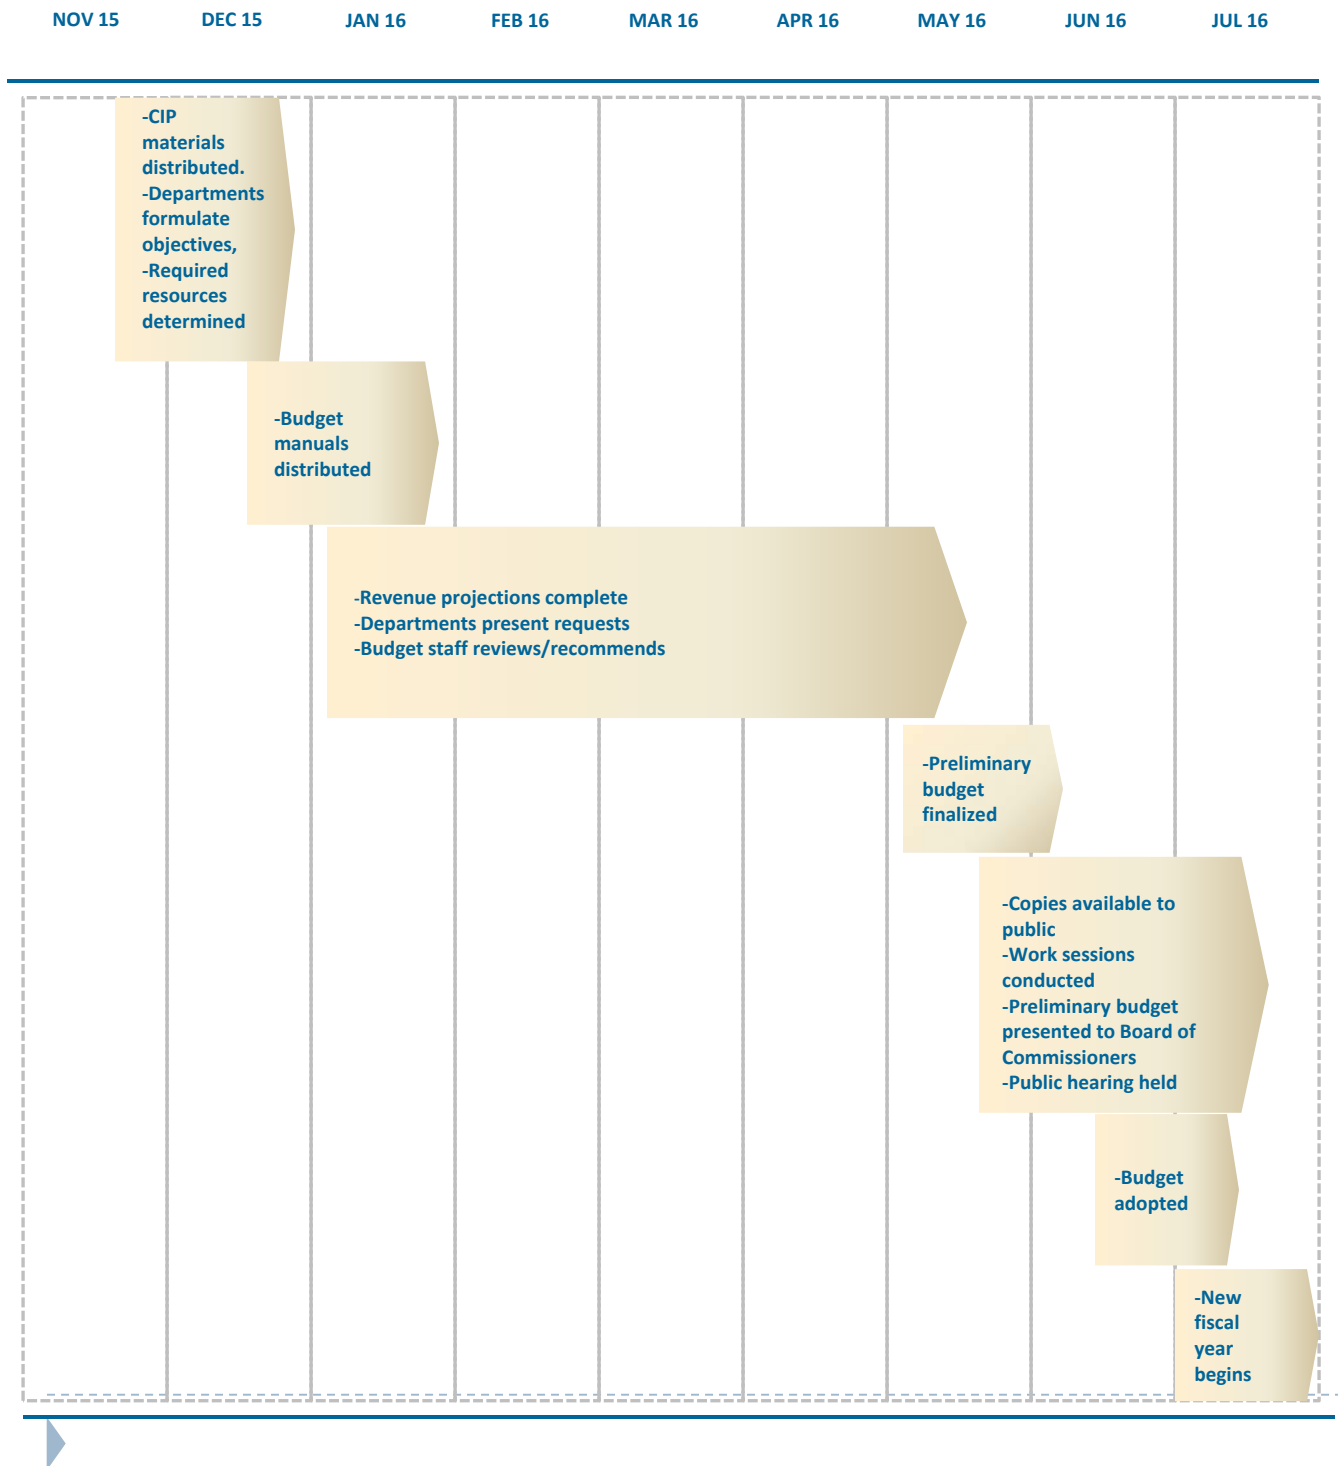 NOV 15 DEC 15 JAN 16 FEB 16 MAR 16 APR 16 MAY 16 JUN 16 JUL 16
-CIP
materials
distributed.
-Departments
formulate
objectives,
-Required
resources
determined
-Budget
manuals
distributed
-Revenue projections complete
-Departments present requests
-Budget staff reviews/recommends
-Preliminary
budget
finalized
-Copies available to
public
-Work sessions
conducted
-Preliminary budget
presented to Board of
Commissioners
-Public hearing held
-Budget
adopted
-New
fiscal
year
begins